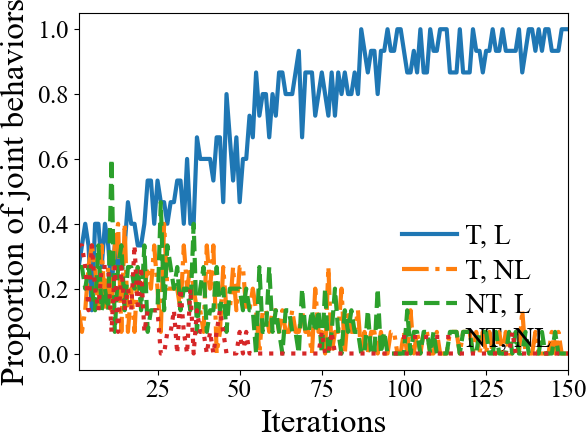 Proportion of joint behaviors
1.0
0.8
0.6
0.4
0.2
0.0
T, L
T, NL
NT, L
NT, NL
25
50
75
100
125
150
Iterations